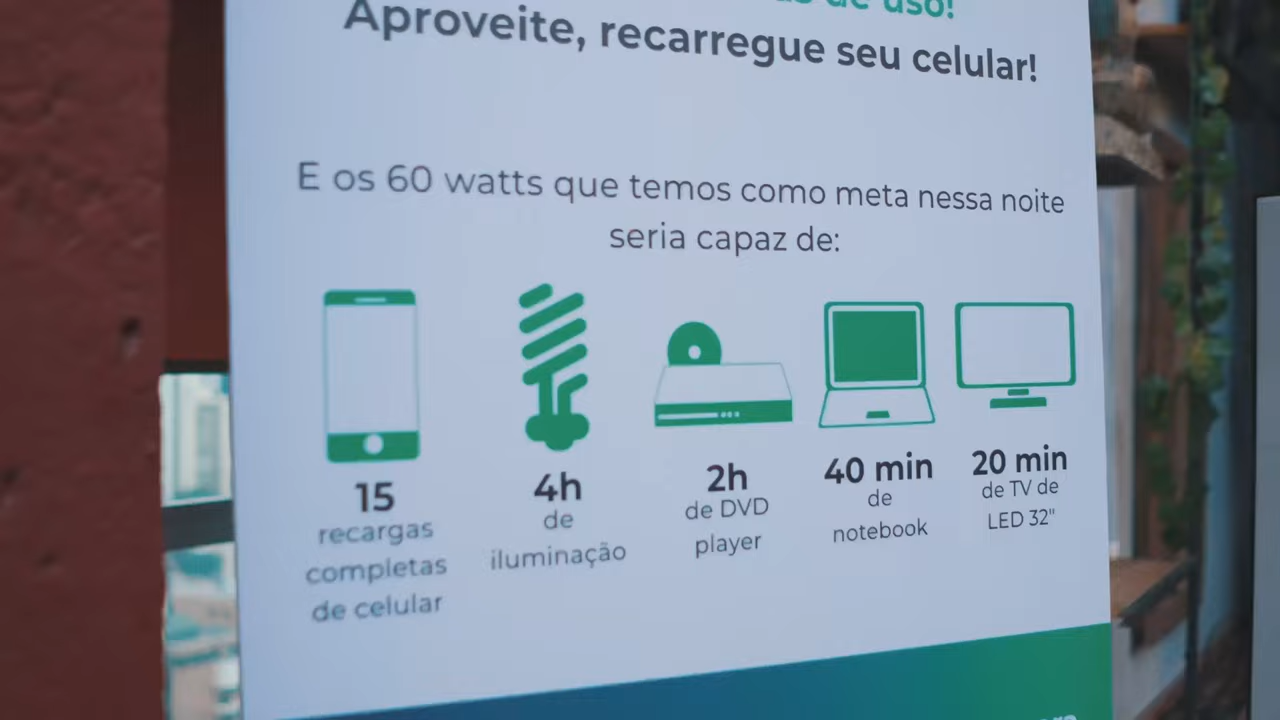 de uso!
Aproveite, recarregue seu celular!
E os 60 watts que temos como meta nessa noite
seria capaz de:
15
recargas
completas
de celular
4h
de
iluminação
2h
de DVD
player
40 min
de
notebook
20 min
de TV de
LED 32"